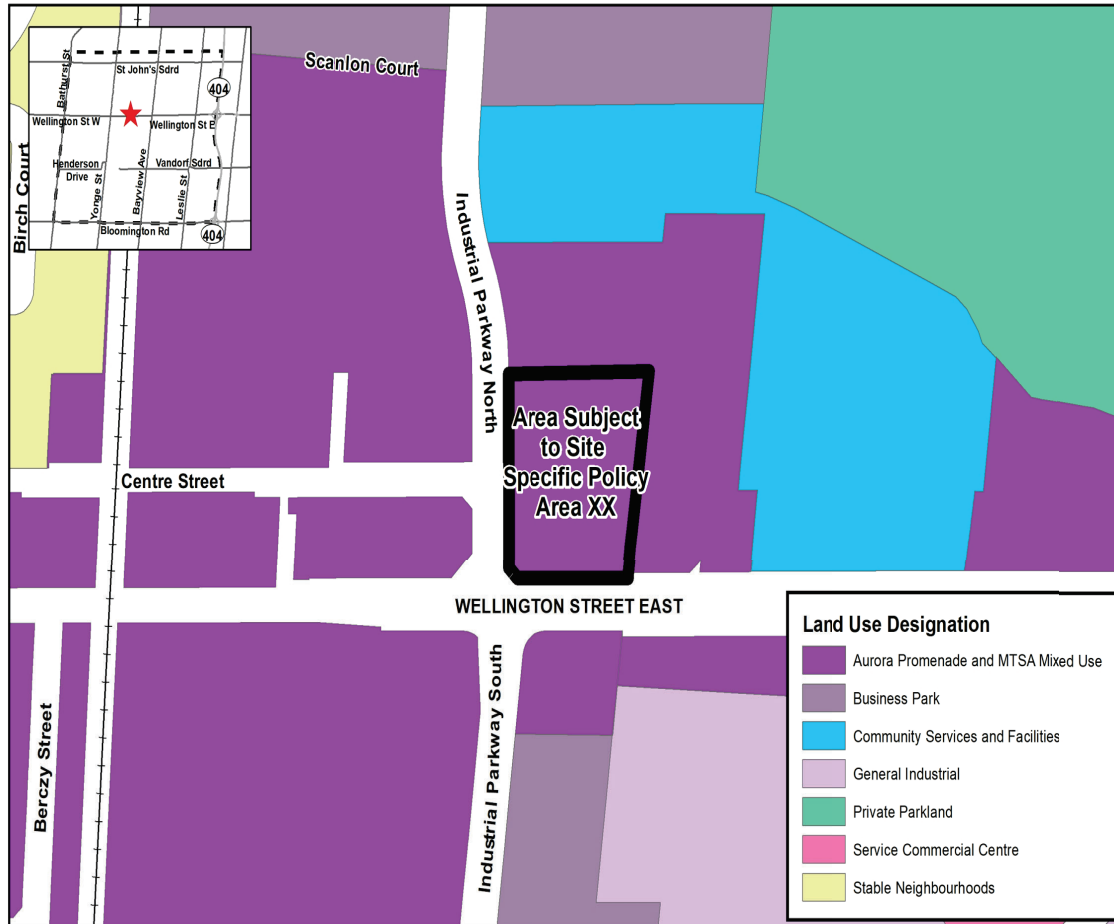 Bathurst St
St John's Sdrd
404
Wellington St W
Wellington St E
Henderson
Drive
Vandorf Sdrd
Yonge St
Bayview Ave
Leslie St
Bloomington Rd
404
Scanlon Court
Birch Court
Industrial Parkway North
Area Subject
to Site
Specific Policy
Area XX
Centre Street
WELLINGTON STREET EAST
Berczy Street
Industrial Parkway South
Land Use Designation
Aurora Promenade and MTSA Mixed Use
Business Park
Community Services and Facilities
General Industrial
Private Parkland
Service Commercial Centre
Stable Neighbourhoods